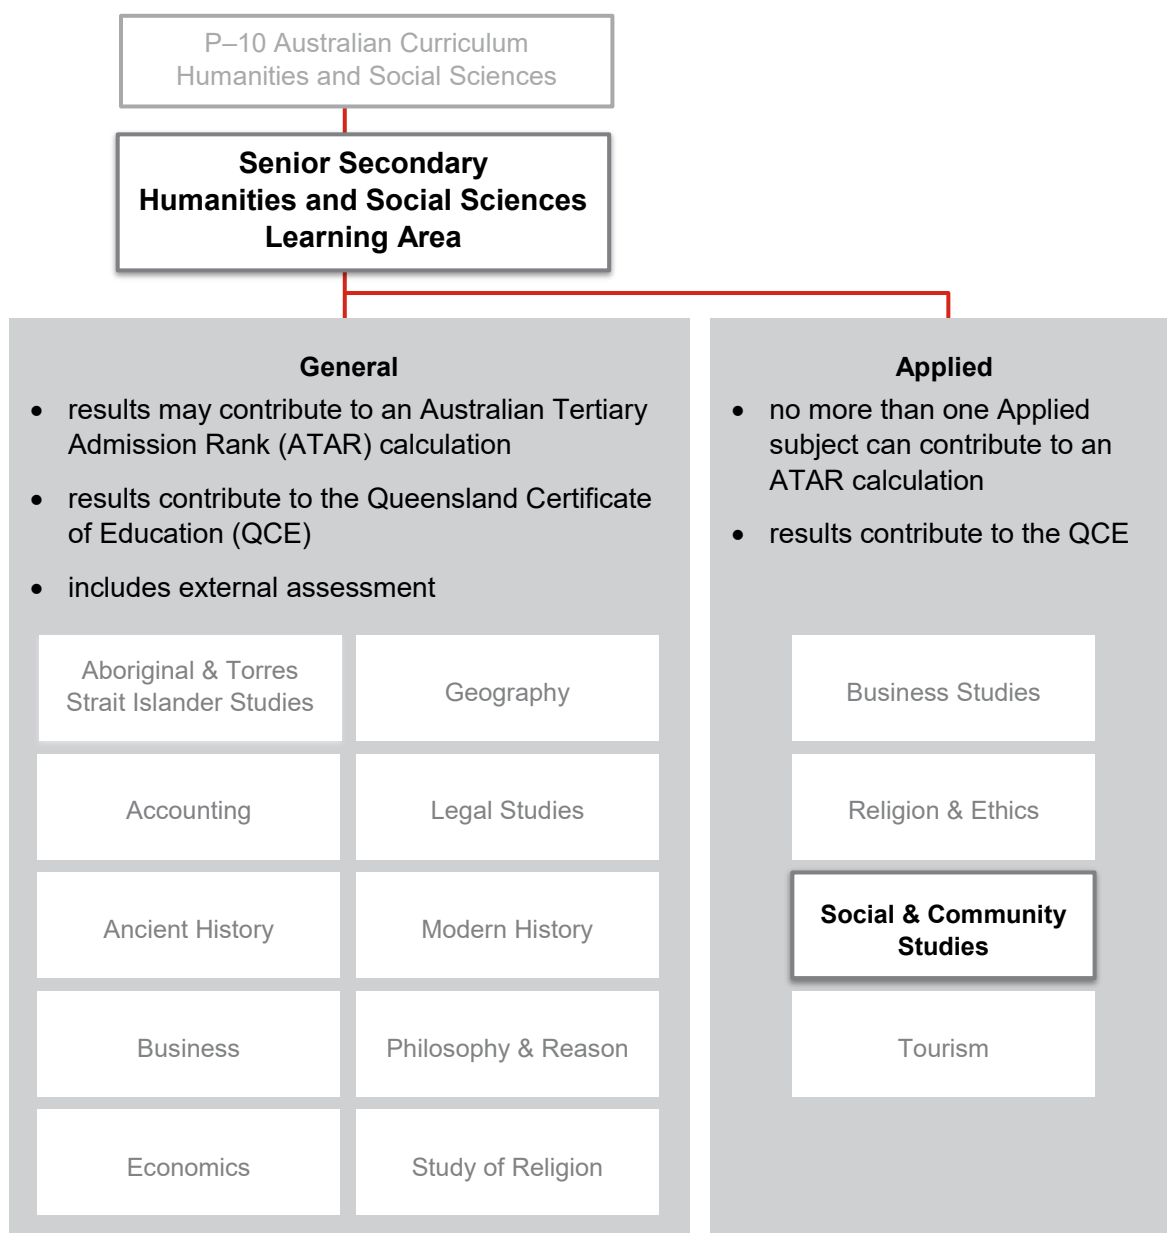 P–10 Australian Curriculum
Humanities and Social Sciences
Senior Secondary
Humanities and Social Sciences
Learning Area
General
• results may contribute to an Australian Tertiary
Admission Rank (ATAR) calculation
• results contribute to the Queensland Certificate
of Education (QCE)
• includes external assessment
Aboriginal & Torres
Strait Islander Studies
Geography
Accounting
Legal Studies
Ancient History
Modern History
Business
Philosophy & Reason
Economics
Study of Religion
Applied
• no more than one Applied
subject can contribute to an
ATAR calculation
• results contribute to the QCE
Business Studies
Religion & Ethics
Social & Community
Studies
Tourism